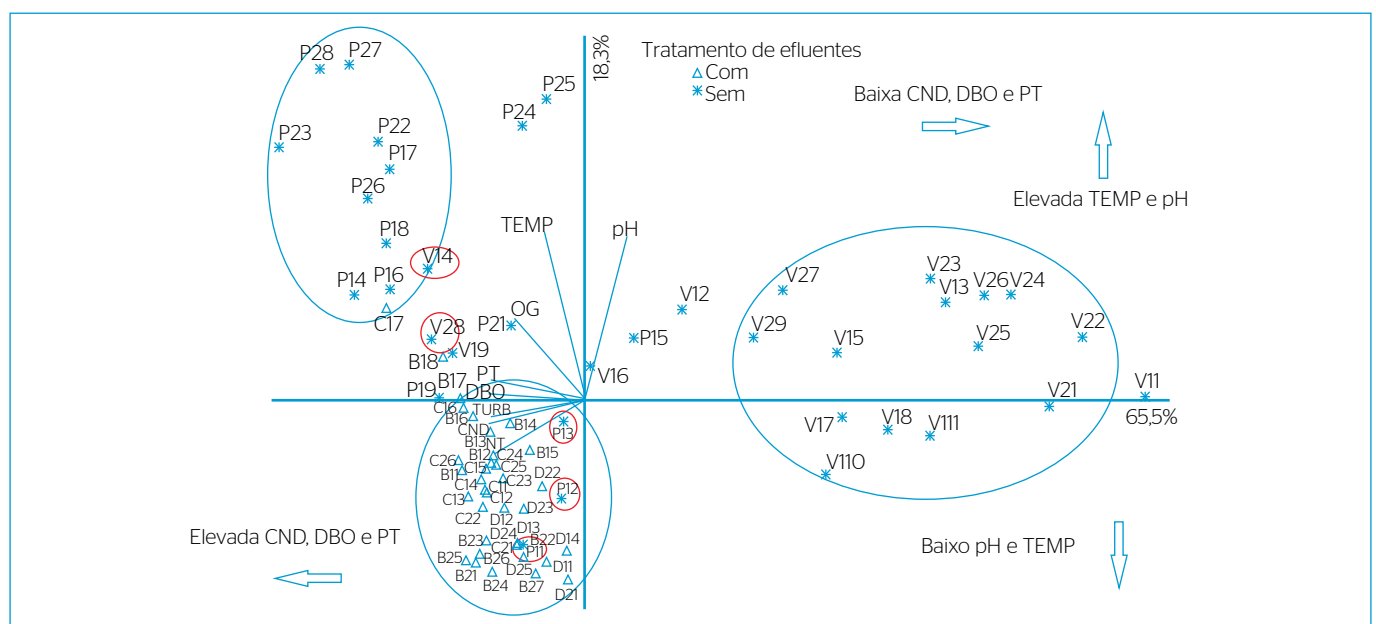 Tratamento de efluentes
Com
Sem
18,3%
Baixa CND, DBO e PT
Elevada TEMP e pH
P28
P27
P25
P24
P23
P22
P17
P26
P18
V14
TEMP
pH
P14
P16
C17
V28
P21
OG
V12
P15
V27
V23
V13
V26
V24
V29
V15
V25
V22
B18
V19
V16
B17
PT
P19
DBO
V21
V11
65,5%
C16
B16
TURB
CND
B14
P13
V17
V18
V111
B13
NT
B12
C24
B15
C26
C15
C25
B11
C23
D22
V110
C14
C11
P12
C13
C12
C22
D12
D23
D13
D24
B22
D14
B23
C21
P11
Elevada CND, DBO e PT
Baixo pH e TEMP
B25
B26
D25
D11
B21
B24
B27
D21